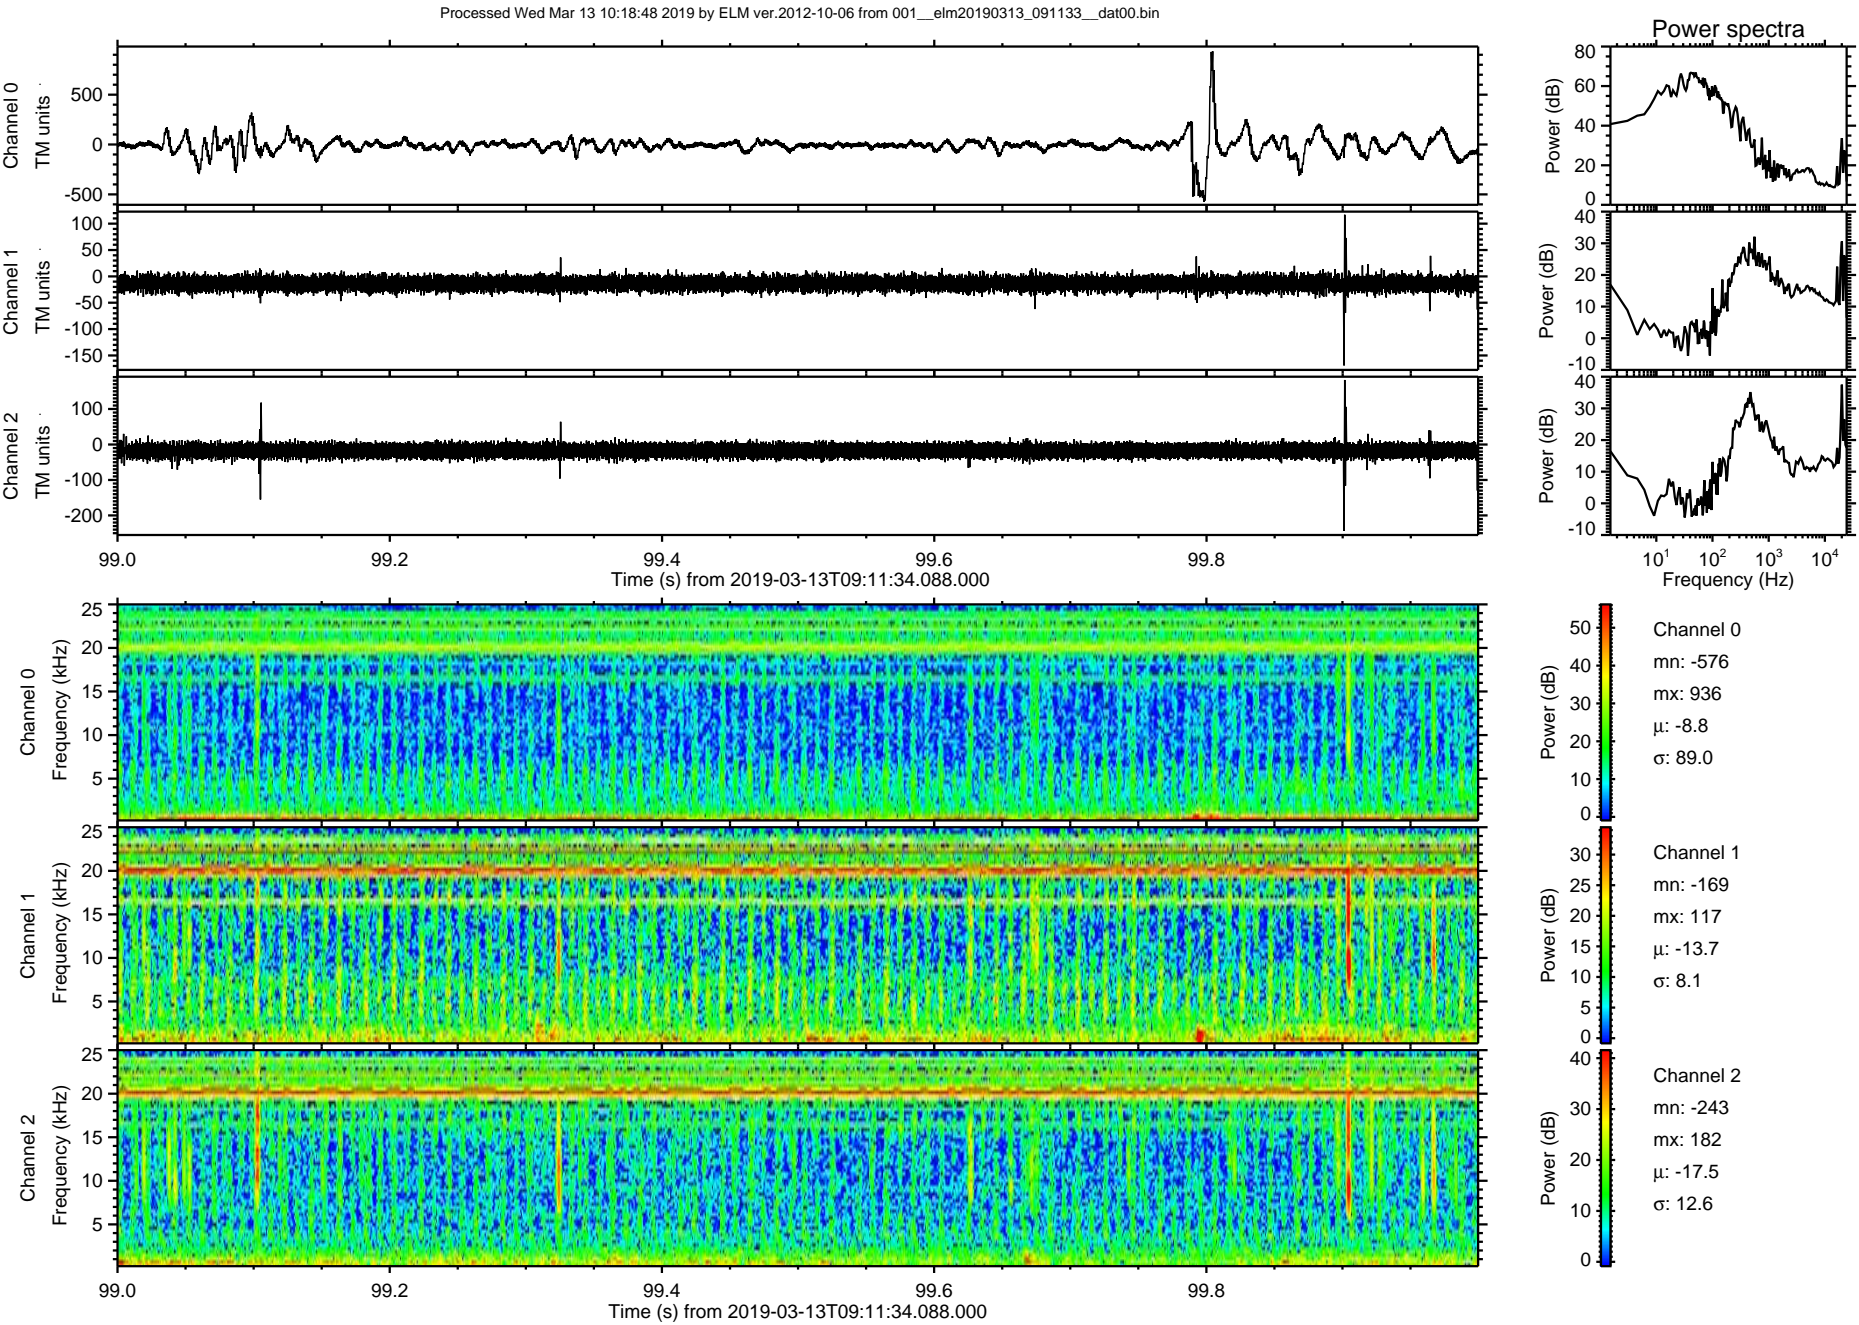 Processed Wed Mar 13 10:18:48 2019 by ELM ver.2012-10-06 from 001__elm20190313_091133__dat00.bin
Power spectra
Channel 0
TM units
500
0
-500
Power (dB)
80
60
40
20
0
Channel 1
TM units
100
50
0
-50
-100
-150
Power (dB)
40
30
20
10
0
-10
Channel 2
TM units
100
0
-100
-200
Power (dB)
40
30
20
10
0
-10
99.0 99.2 99.4 99.6 99.8
Time (s) from 2019-03-13T09:11:34.088.000
10¹ 10² 10³ 10⁴
Frequency (Hz)
Channel 0
Frequency (kHz)
25
20
15
10
5
Power (dB)
50
40
30
20
10
0
Channel 0
mn: -576
mx: 936
μ: -8.8
σ: 89.0
Channel 1
Frequency (kHz)
25
20
15
10
5
Power (dB)
30
25
20
15
10
5
0
Channel 1
mn: -169
mx: 117
μ: -13.7
σ: 8.1
Channel 2
Frequency (kHz)
25
20
15
10
5
Power (dB)
40
30
20
10
0
Channel 2
mn: -243
mx: 182
μ: -17.5
σ: 12.6
99.0 99.2 99.4 99.6 99.8
Time (s) from 2019-03-13T09:11:34.088.000